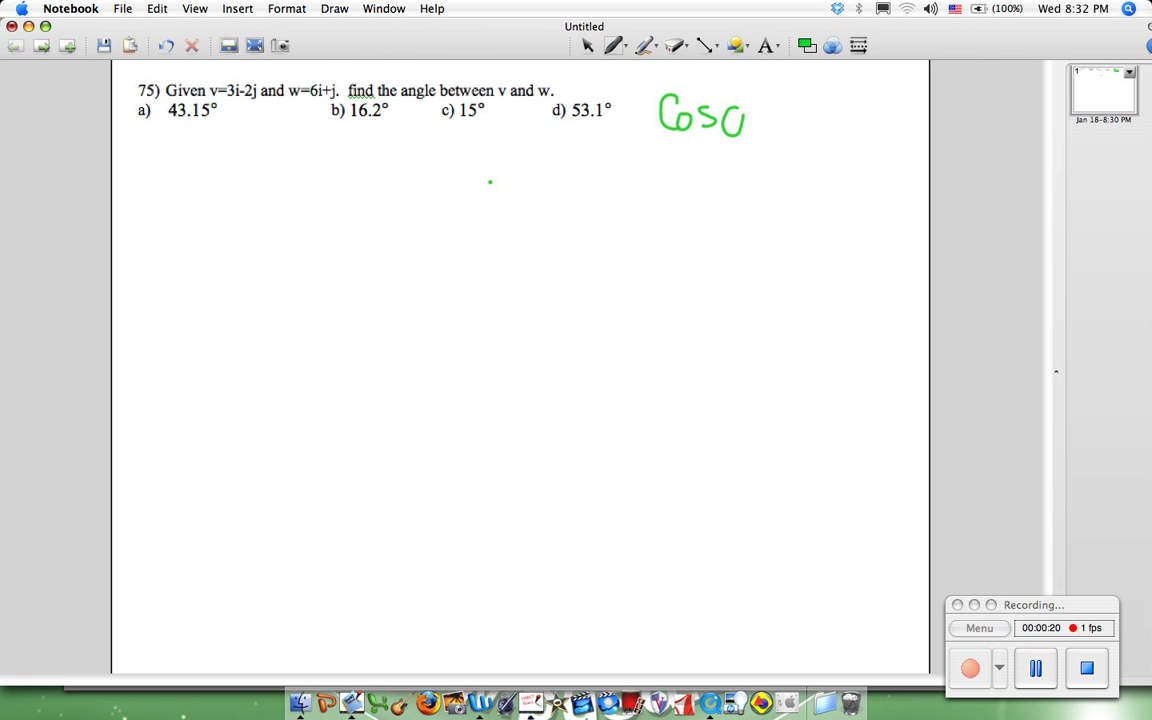 Notebook File Edit View Insert Format Draw Window Help (100%) Wed 8:32 PM
Untitled
75) Given v=3i-2j and w=6i+j. find the angle between v and w.
a) 43.15° b) 16.2° c) 15° d) 53.1°
Cos
1
Jan 18-8:30 PM
Recording...
Menu 00:00:20 1 fps